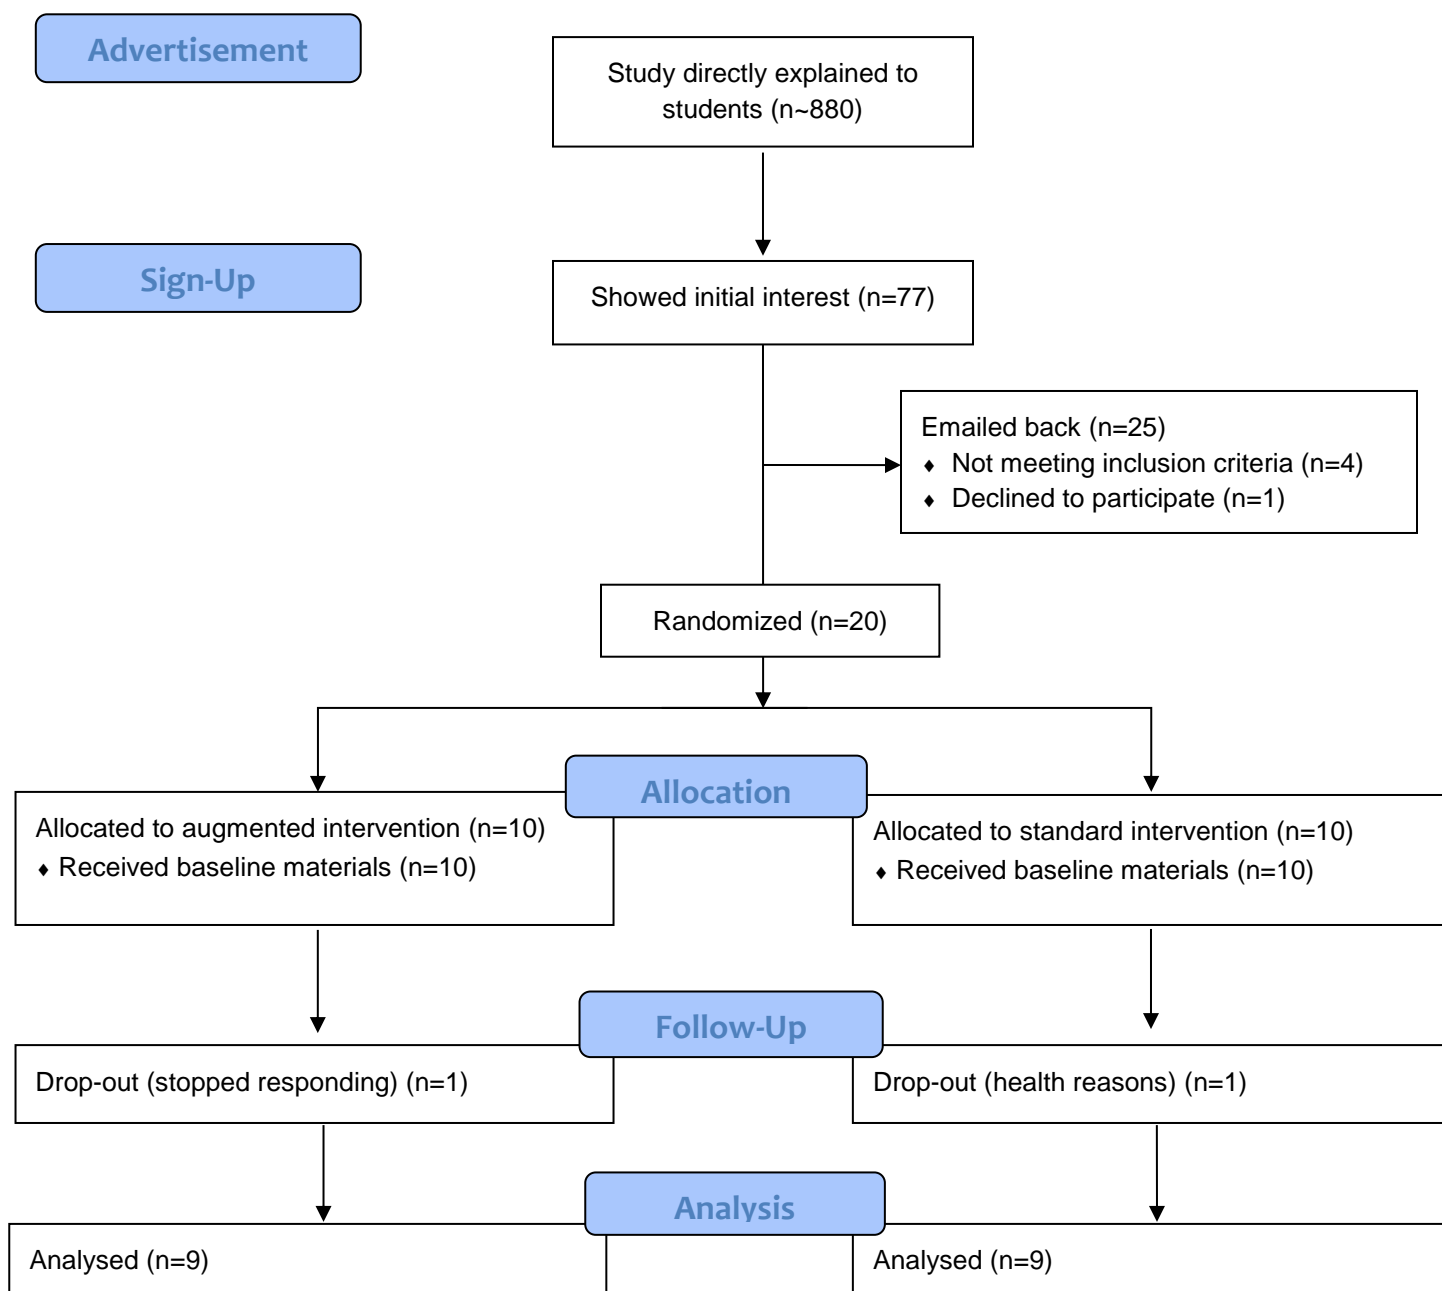 Advertisement
Study directly explained to
students (n~880)
Sign-Up
Showed initial interest (n=77)
Emailed back (n=25)
♦ Not meeting inclusion criteria (n=4)
♦ Declined to participate (n=1)
Randomized (n=20)
Allocation
Allocated to augmented intervention (n=10)
♦ Received baseline materials (n=10)
Allocated to standard intervention (n=10)
♦ Received baseline materials (n=10)
Follow-Up
Drop-out (stopped responding) (n=1)
Drop-out (health reasons) (n=1)
Analysis
Analysed (n=9)
Analysed (n=9)